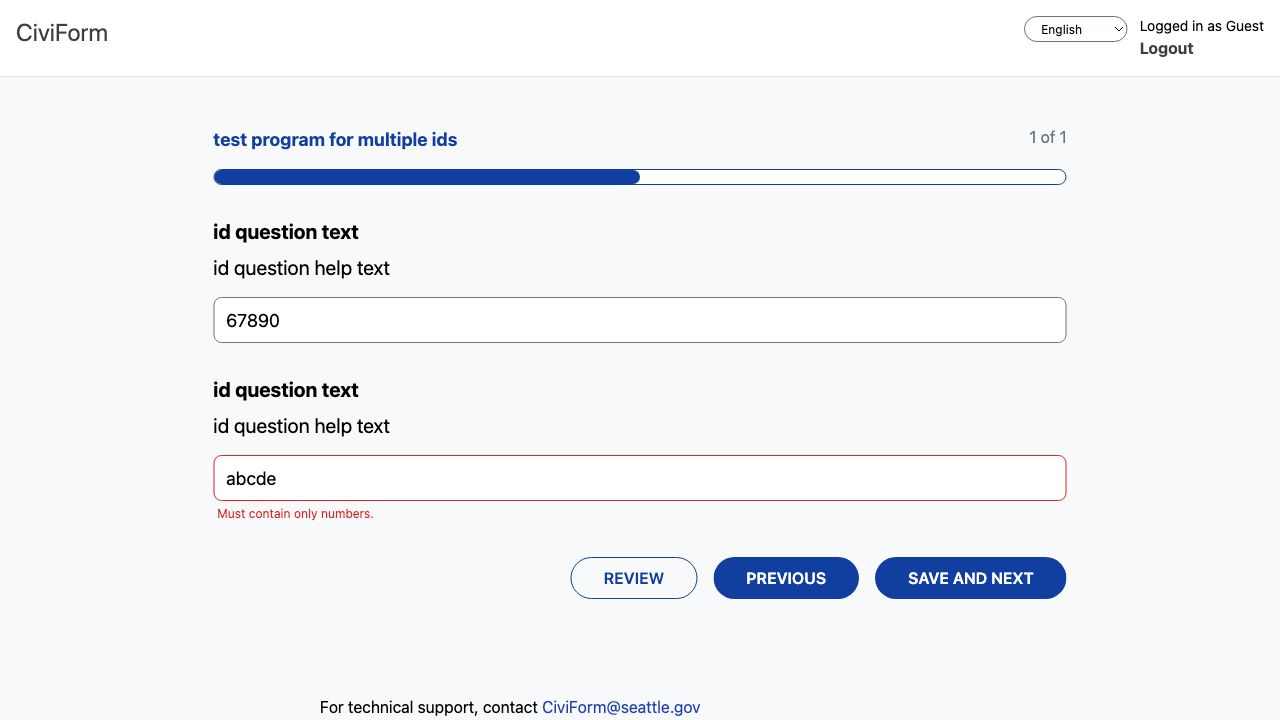 CiviForm
English
Logged in as Guest
Logout
test program for multiple ids
1 of 1
id question text
id question help text
67890
id question text
id question help text
abcde
Must contain only numbers.
REVIEW
PREVIOUS
SAVE AND NEXT
For technical support, contact CiviForm@seattle.gov